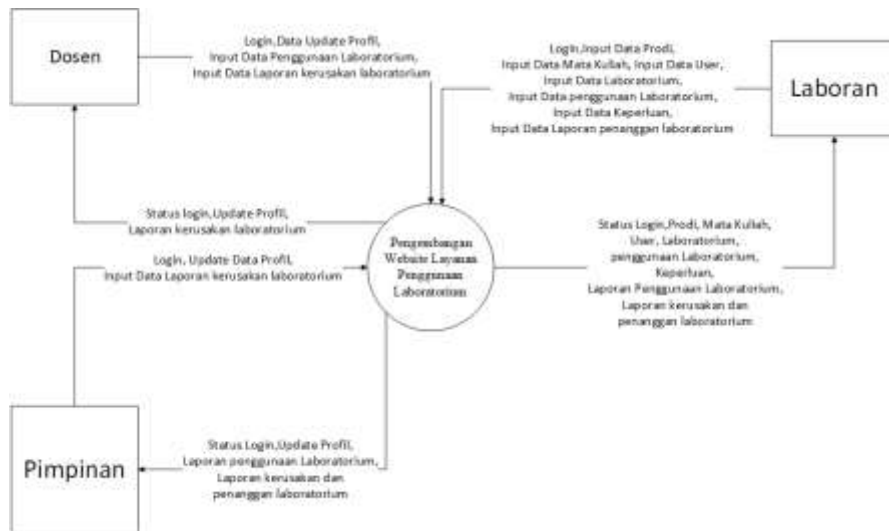 Dosen
Login,Data Update Profil,
Input Data Penggunaan Laboratorium,
Input Data Laporan kerusakan laboratorium
Login,Input Data Prodi,
Input Data Mata Kullah, Input Data User,
Input Data Laboratorium,
Input Data penggunaan Laboratorium,
Input Data Keperluan,
Input Data Laporan penanggan laboratorium
Laboran
Status login,Update Profil,
Laporan kerusakan laboratorium
Login, Update Data Profil,
Input Data Laporan kerusakan laboratorium
Pengembangan
Website Layanan
Penggunaan
Laboratorium
Status Login,Prodi, Mata Kullah,
User, Laboratorium,
penggunaan Laboratorium,
Keperluan,
Laporan Penggunaan Laboratorium,
Laporan kerusakan dan
penanggan laboratorium
Pimpinan
Status Login,Update Profil,
Laporan penggunaan Laboratorium,
Laporan kerusakan dan
penanggan laboratorium